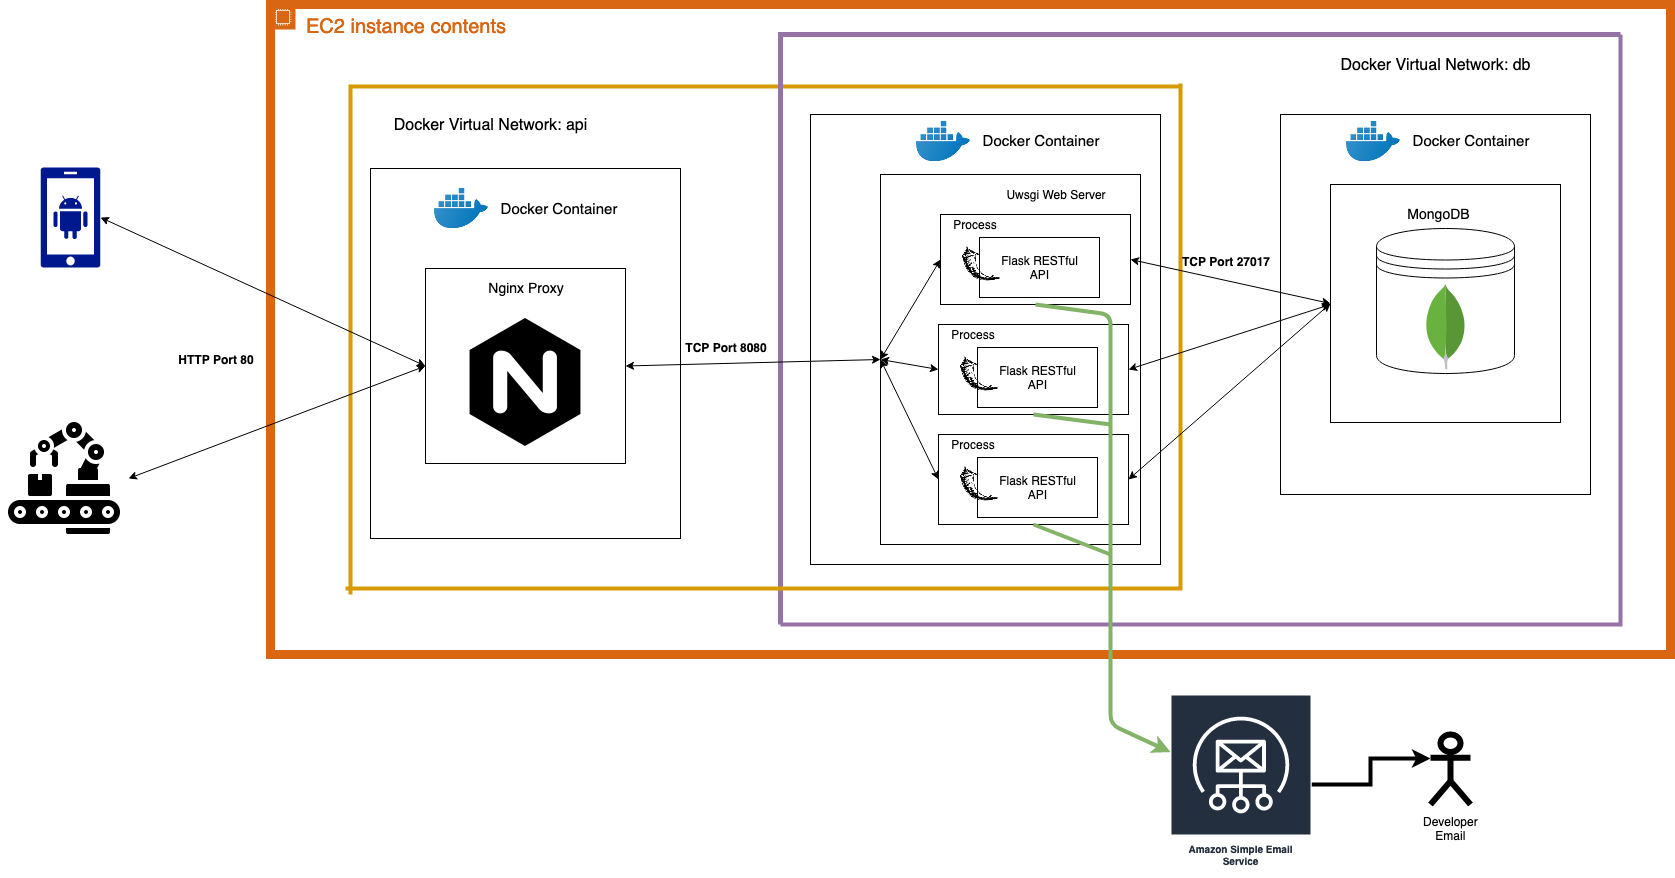 EC2 instance contents
Docker Virtual Network: db
Docker Virtual Network: api
Docker Container
Docker Container
Docker Container
Uwsgi Web Server
MongoDB
Process
Flask RESTful
API
TCP Port 27017
Nginx Proxy
HTTP Port 80
TCP Port 8080
Process
Flask RESTful
API
Process
Flask RESTful
API
Amazon Simple Email
Service
Developer
Email